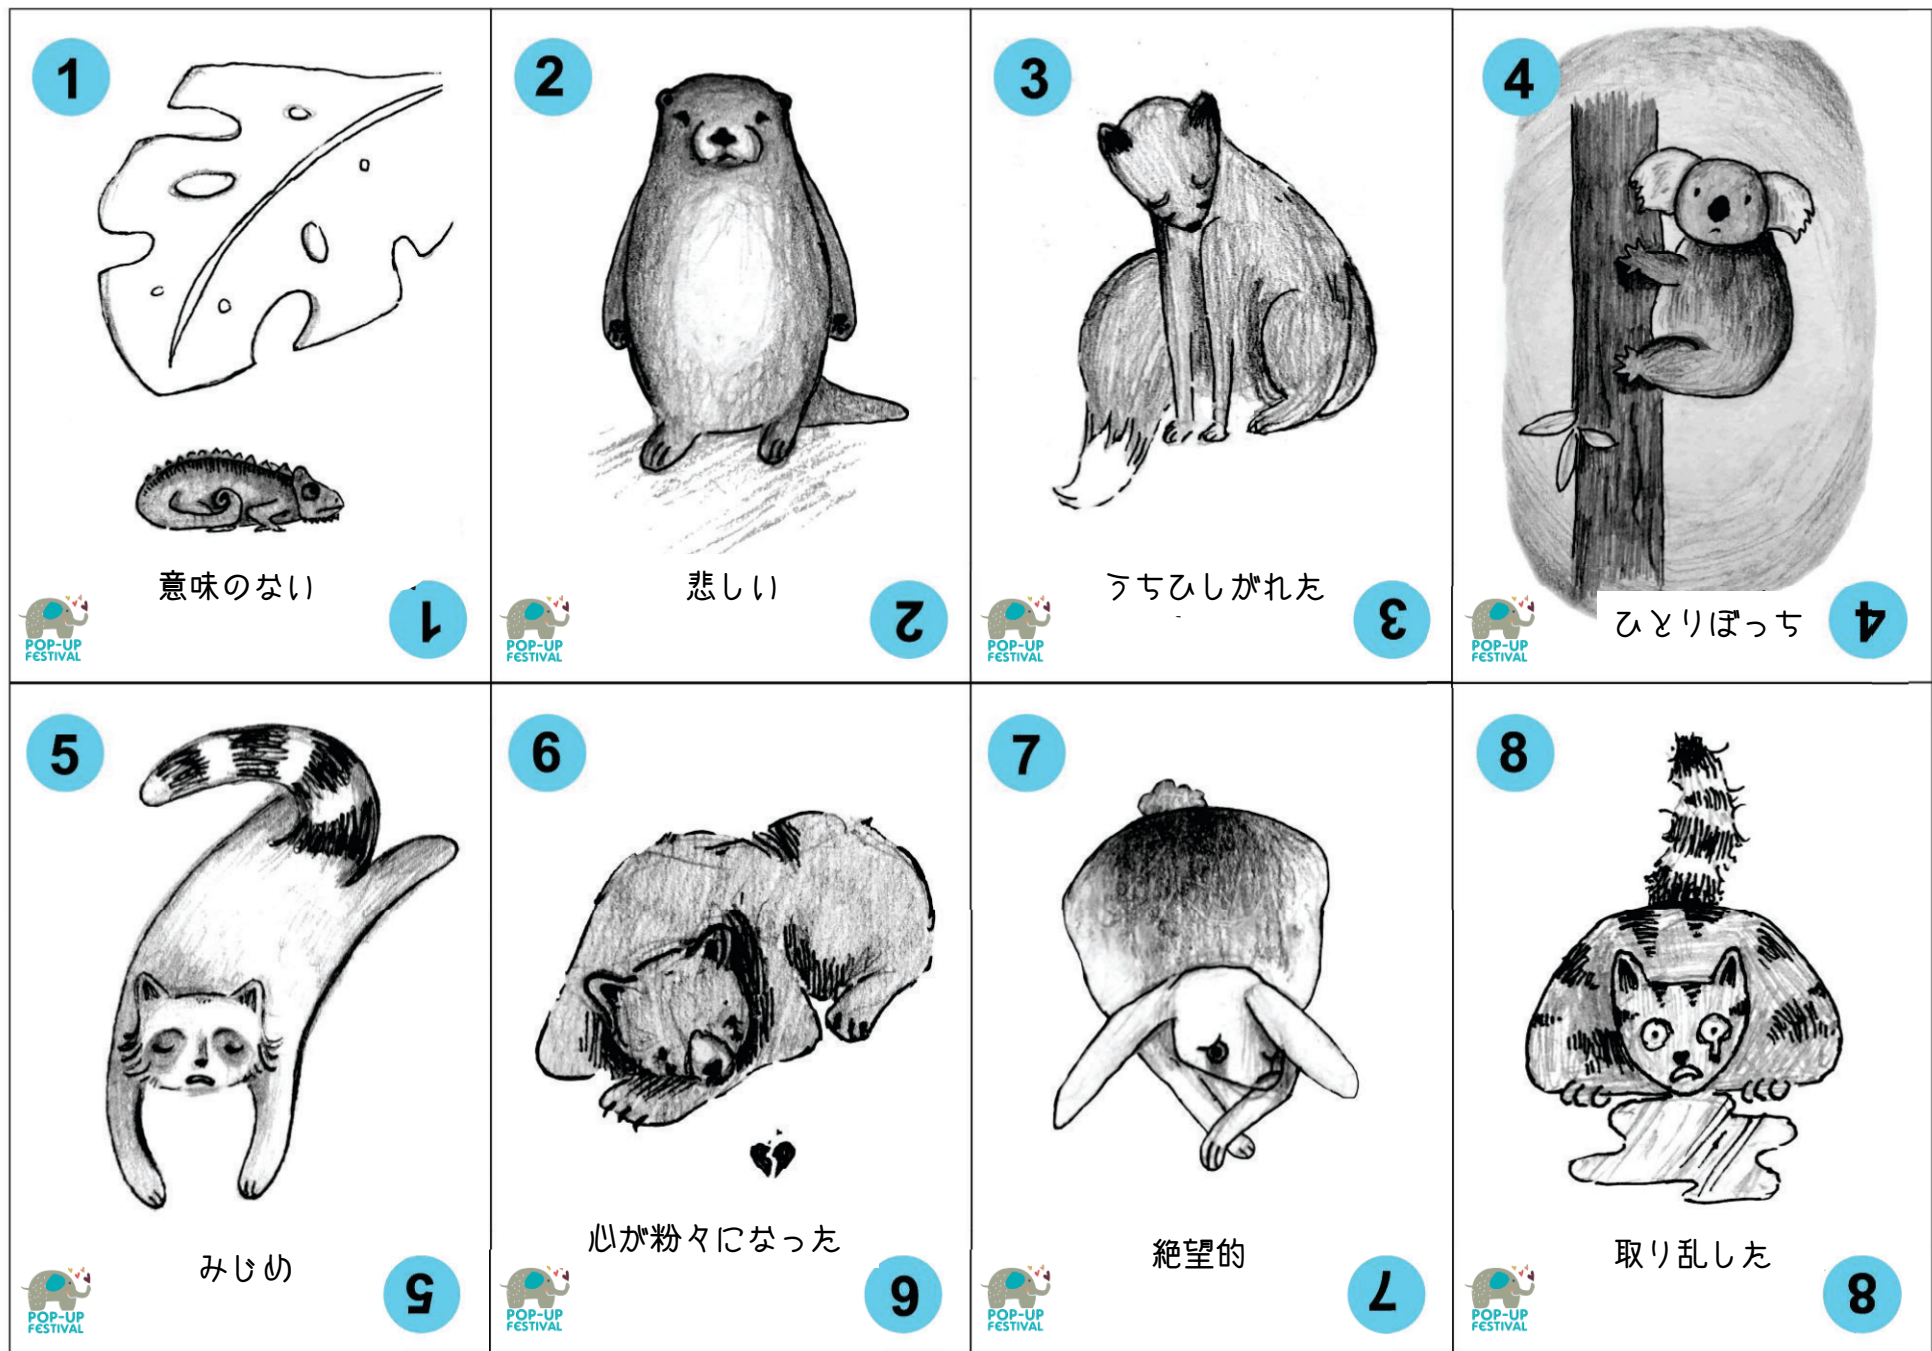 1
意味のない
POP-UP
FESTIVAL
1
2
悲しい
POP-UP
FESTIVAL
2
3
うちひしがれた
POP-UP
FESTIVAL
3
4
ひとりぼっち
POP-UP
FESTIVAL
4
5
みじめ
POP-UP
FESTIVAL
5
6
心が粉々になった
POP-UP
FESTIVAL
6
7
絶望的
POP-UP
FESTIVAL
7
8
取り乱した
POP-UP
FESTIVAL
8